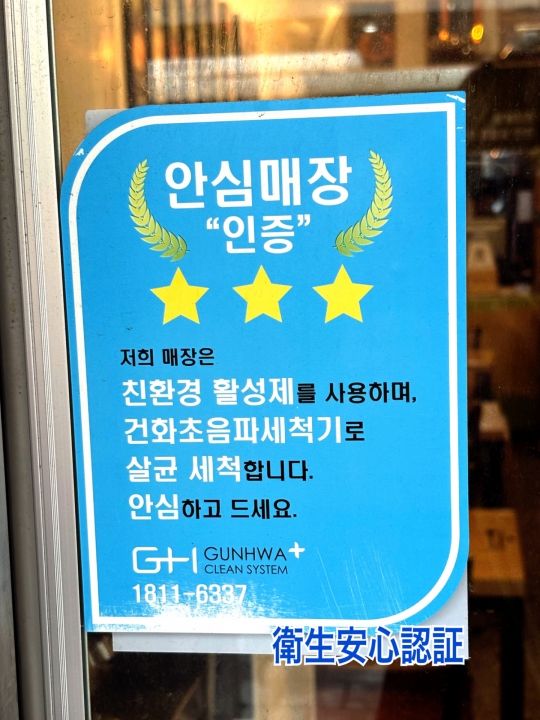 안심매장
“인증”
저희 매장은
친환경 활성제를 사용하며,
건화초음파세척기로
살균 세척합니다.
안심하고 드세요.
GH GUNHWA+
CLEAN SYSTEM
1811-6337
衛生安心認証